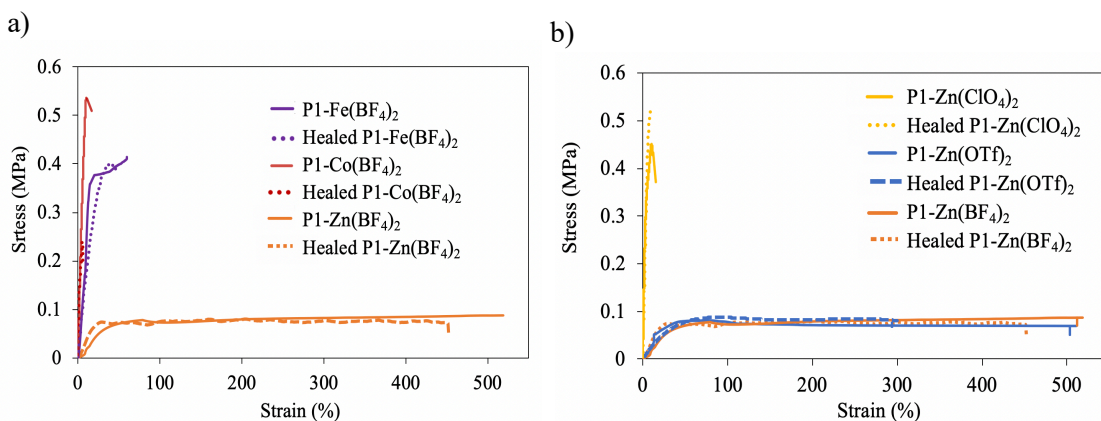 a)
0.6
0.5
0.4
0.3
0.2
0.1
0
Srtess (MPa)
0 100 200 300 400 500
Strain (%)
P1-Fe(BF4)2
Healed P1-Fe(BF4)2
P1-Co(BF4)2
Healed P1-Co(BF4)2
P1-Zn(BF4)2
Healed P1-Zn(BF4)2
b)
0.6
0.5
0.4
0.3
0.2
0.1
0
Stress (MPa)
0 100 200 300 400 500
Strain (%)
P1-Zn(ClO4)2
Healed P1-Zn(ClO4)2
P1-Zn(OTf)2
Healed P1-Zn(OTf)2
P1-Zn(BF4)2
Healed P1-Zn(BF4)2